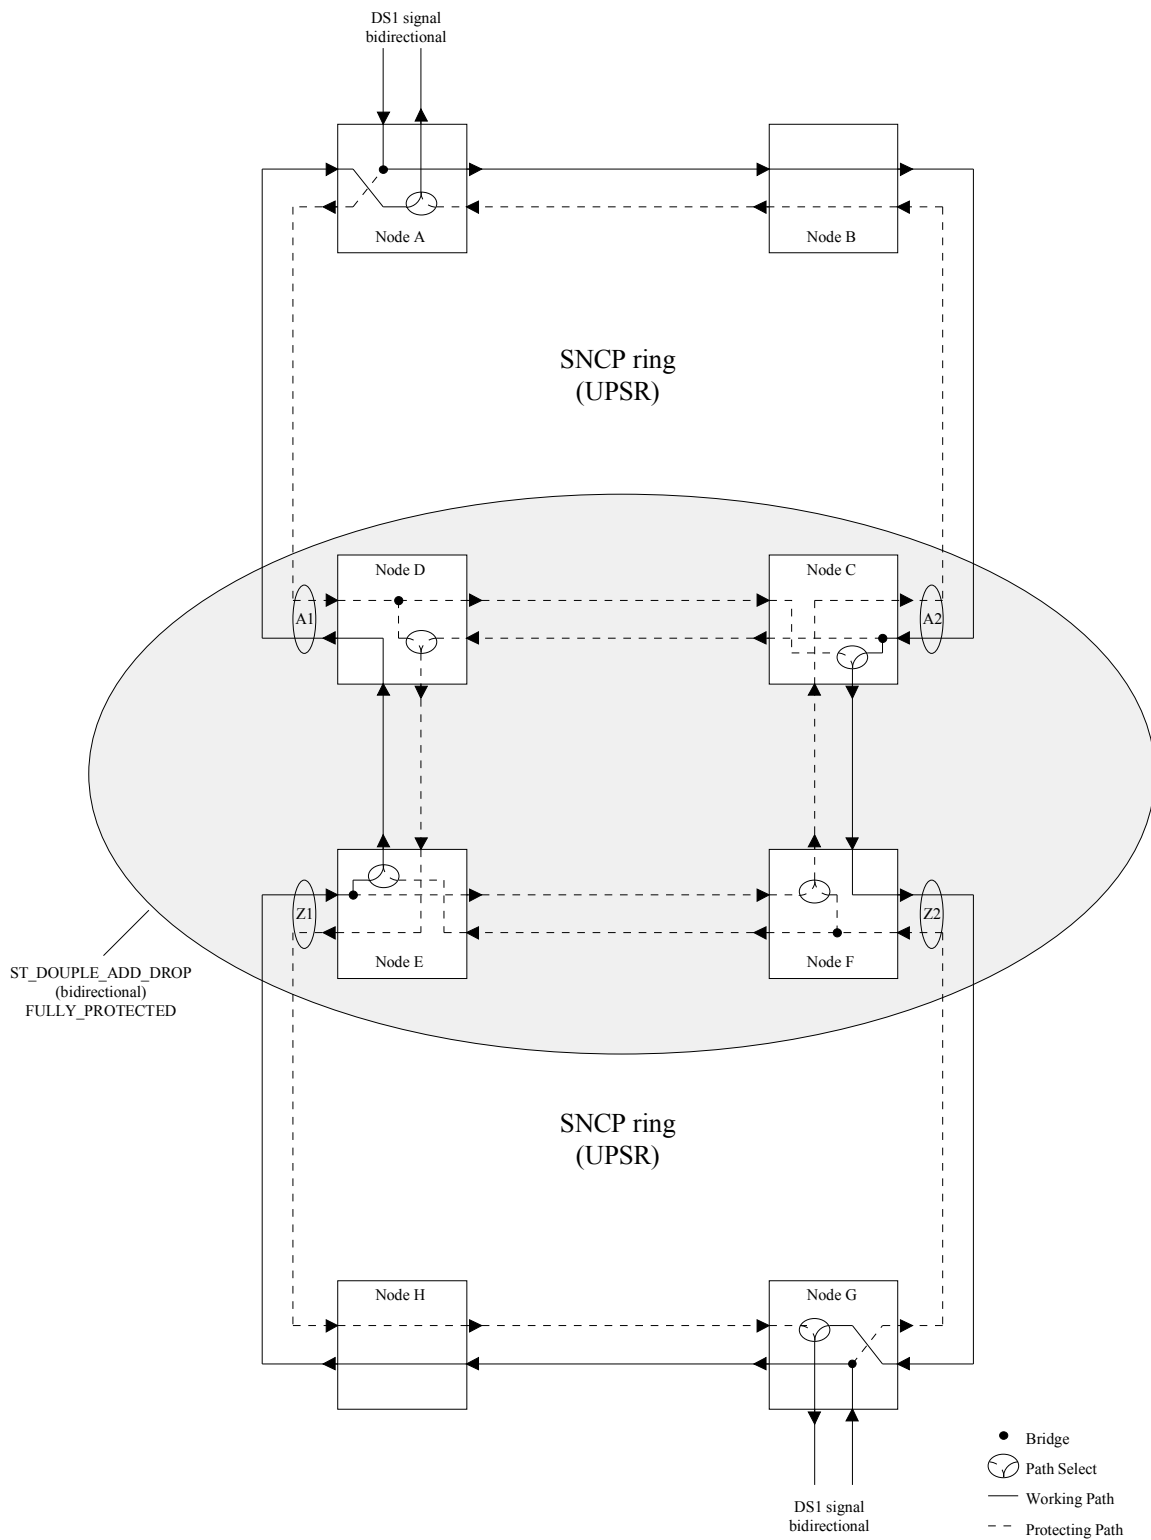 DS1 signal
bidirectional
Node A
Node B
SNCP ring
(UPSR)
Node D
Node C
A1
A2
Z1
Z2
Node E
Node F
ST_DOUPLE_ADD_DROP
(bidirectional)
FULLY_PROTECTED
SNCP ring
(UPSR)
Node H
Node G
Bridge
Path Select
Working Path
Protecting Path
DS1 signal
bidirectional